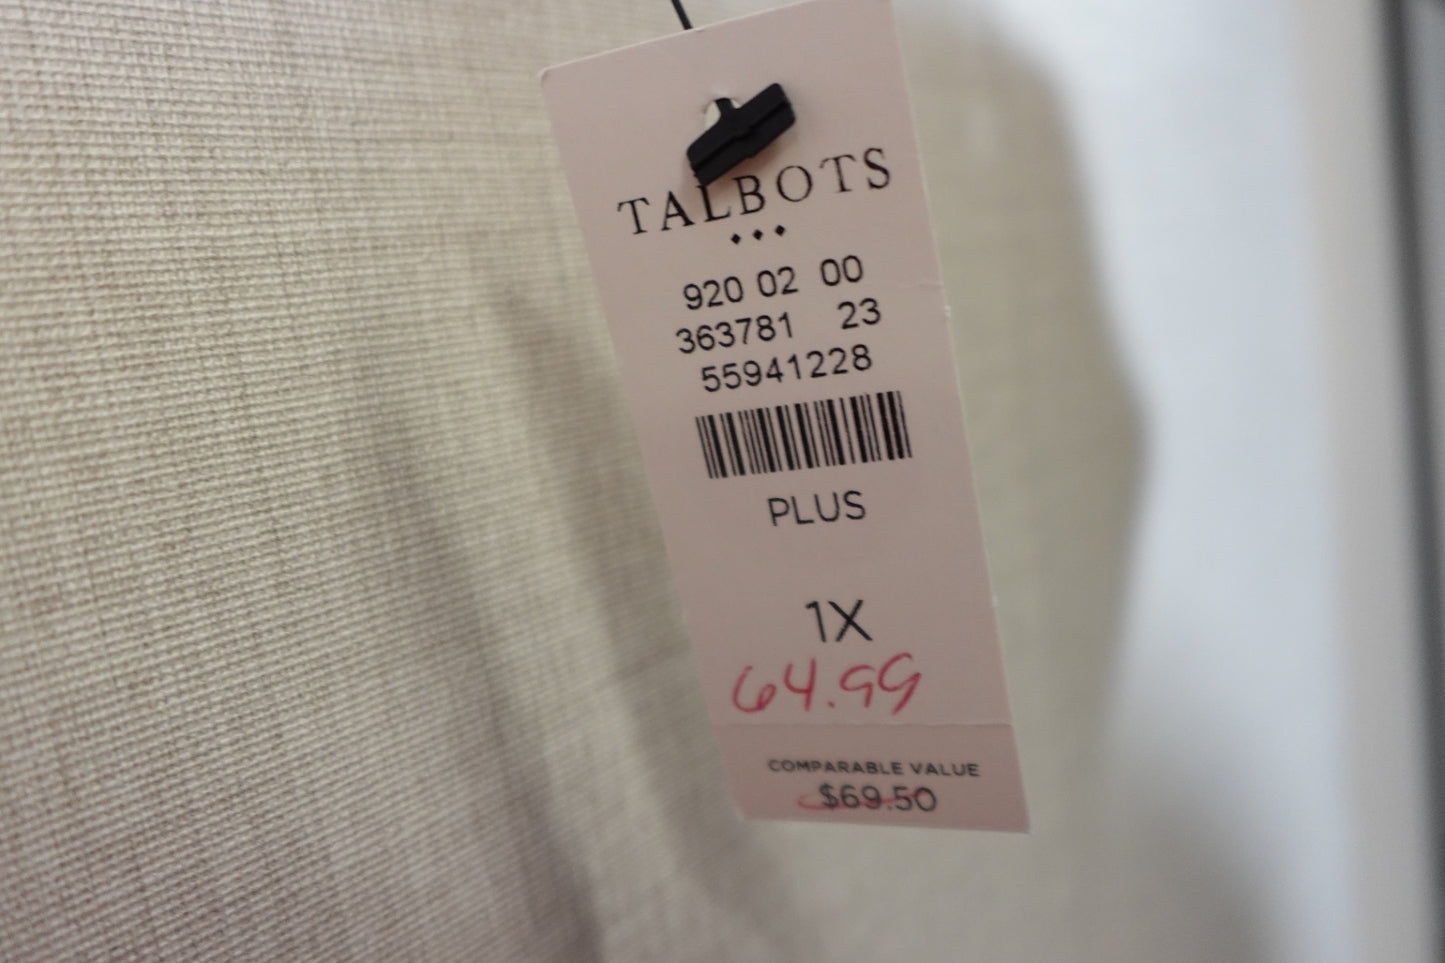 TALBOTS
920 02 00
363781 23
55941228
PLUS
1X
64.99
COMPARABLE VALUE
$69.50